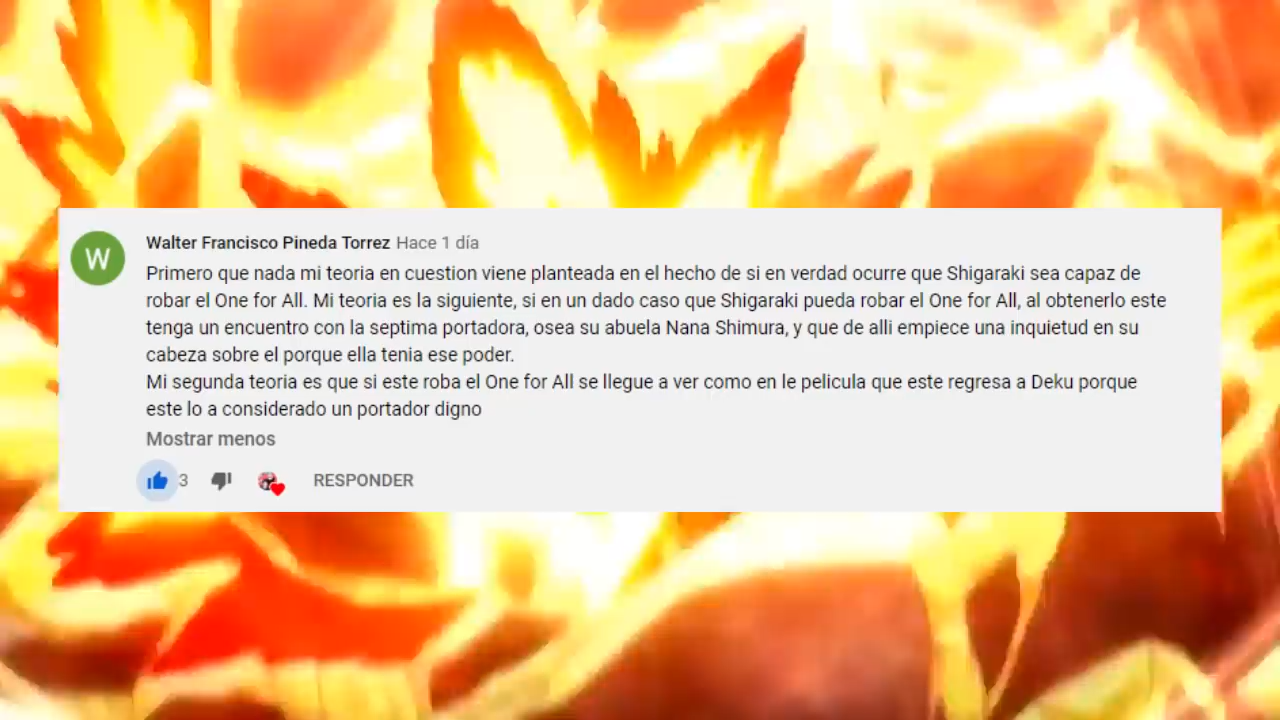 W
Walter Francisco Pineda Torrez Hace 1 día
Primero que nada mi teoria en cuestion viene planteada en el hecho de si en verdad ocurre que Shigaraki sea capaz de
robar el One for All. Mi teoria es la siguiente, si en un dado caso que Shigaraki pueda robar el One for All, al obtenerlo este
tenga un encuentro con la septima portadora, osea su abuela Nana Shimura, y que de alli empiece una inquietud en su
cabeza sobre el porque ella tenia ese poder.
Mi segunda teoria es que si este roba el One for All se llegue a ver como en le pelicula que este regresa a Deku porque
este lo a considerado un portador digno
Mostrar menos
3 RESPONDER